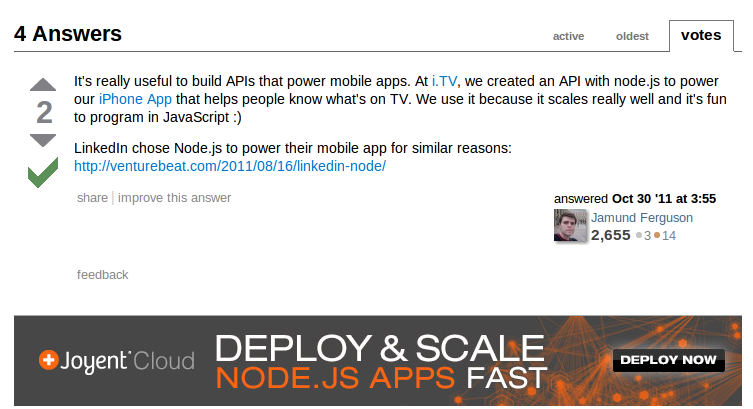 4 Answers
active oldest votes
It's really useful to build APIs that power mobile apps. At i.TV, we created an API with node.js to power
our iPhone App that helps people know what's on TV. We use it because it scales really well and it's fun
to program in JavaScript :)
2
LinkedIn chose Node.js to power their mobile app for similar reasons:
http://venturebeat.com/2011/08/16/linkedin-node/
share | improve this answer
answered Oct 30 '11 at 3:55
Jamund Ferguson
2,655 ●3 ●14
feedback
Joyent Cloud
DEPLOY & SCALE
NODE.JS APPS FAST
DEPLOY NOW